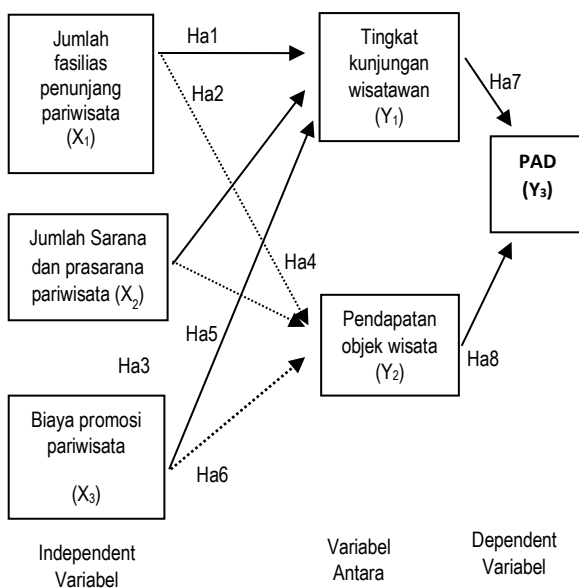 Jumlah
fasilias
penunjang
pariwisata
(X₁)
Ha1
Ha2
Tingkat
kunjungan
wisatawan
(Y₁)
Ha7
PAD
(Y₃)
Jumlah Sarana
dan prasarana
pariwisata (X₂)
Ha4
Ha5
Ha3
Pendapatan
objek wisata
(Y₂)
Ha8
Biaya promosi
pariwisata
(X₃)
Ha6
Independent
Variabel
Variabel
Antara
Dependent
Variabel